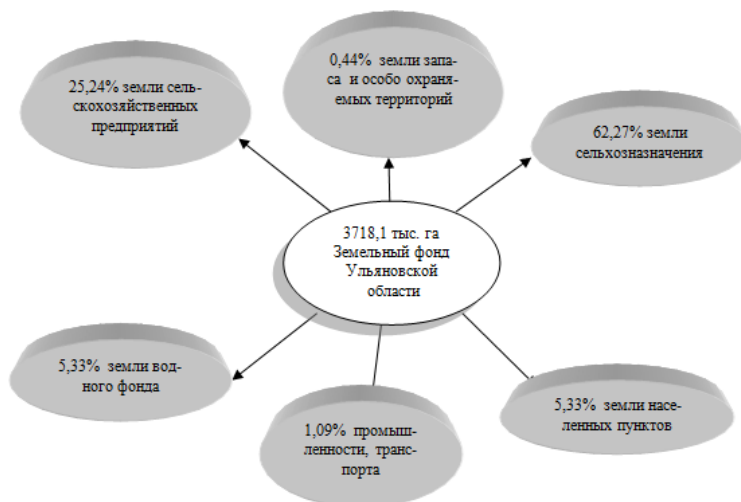 25,24% земли сель-
скохозяйственных
предприятий
0,44% земли запа-
са и особо охраня-
емых территорий
62,27% земли
сельхозназначения
3718,1 тыс. га
Земельный фонд
Ульяновской
области
5,33% земли вод-
ного фонда
1,09% промыш-
ленности, транс-
порта
5,33% земли насе-
ленных пунктов